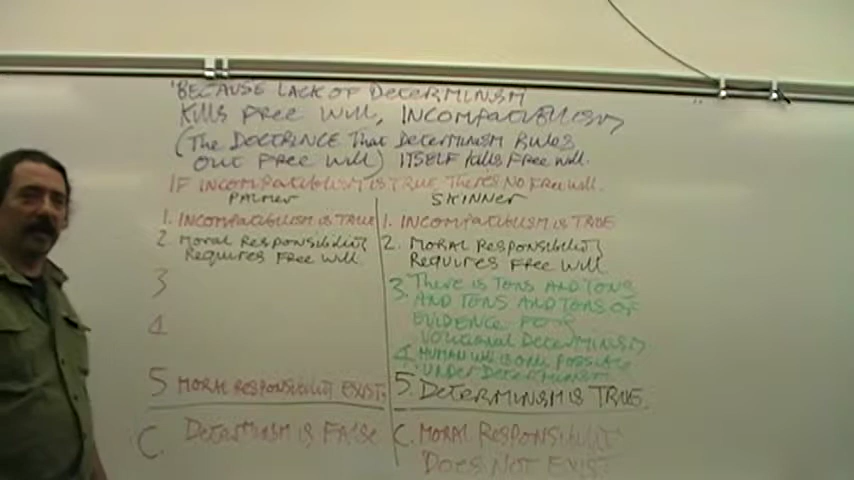 "BECAUSE LACK OF DETERMINISM
KILLS FREE WILL, INCOMPATIBILISM
(THE DOCTRINE THAT DETERMINISM RULES
OUT FREE WILL) ITSELF KILLS FREE WILL.
IF INCOMPATIBILISM IS TRUE, THERE'S NO FREE WILL.
PALMER
1. INCOMPATIBILISM IS TRUE
2. MORAL RESPONSIBILITY
REQUIRES FREE WILL.
3
4
5 MORAL RESPONSIBILITY EXISTS.
C. DETERMINISM IS FALSE
SKINNER
1. INCOMPATIBILISM IS TRUE
2. MORAL RESPONSIBILITY
REQUIRES FREE WILL
3. THERE IS TONS AND TONS
AND TONS AND TONS OF
EVIDENCE FOR
VOLITIONAL DETERMINISM
4. HUMAN LIFE IS ONLY POSSIBLE
UNDER DETERMINISM
5. DETERMINISM IS TRUE.
C. MORAL RESPONSIBILITY
DOES NOT EXIST